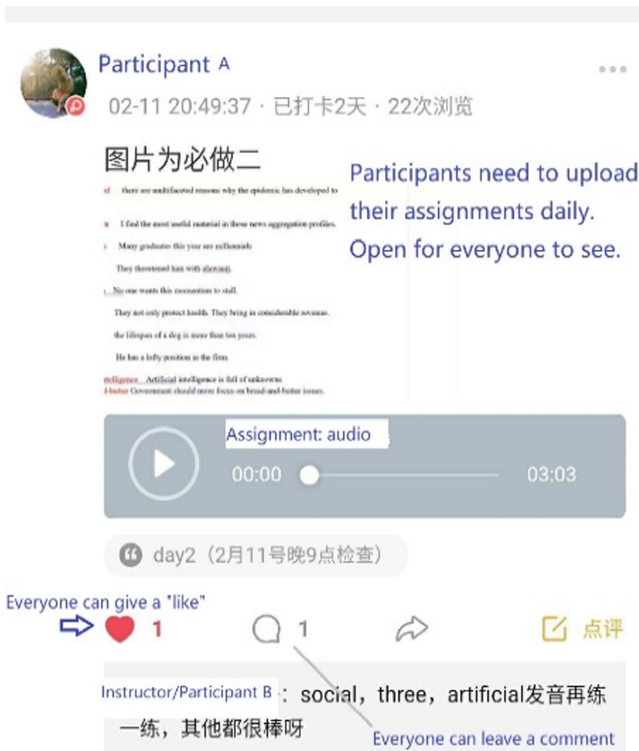 Participant A
02-11 20:49:37 · 已打卡2天 · 22次浏览
图片为必做二
there are multifaceted reasons why the epidemic has developed to
I find the most useful material in those news aggregation profiles.
Many graduates this year are millennials
They threatened him with
No one wants this momentum to stall.
They not only protect health. They bring in considerable revenue.
the lifespan of a dog is more than ten years.
He has a lofty position in the firm.
Artificial intelligence is full of unknowns
Government should more focus on bread-and-butter issues.
Participants need to upload
their assignments daily.
Open for everyone to see.
Assignment: audio
00:00
03:03
day2（2月11号晚9点检查）
Everyone can give a "like"
1
1
点评
Instructor/Participant B ：social，three，artificial发音再练
一练，其他都很棒呀
Everyone can leave a comment